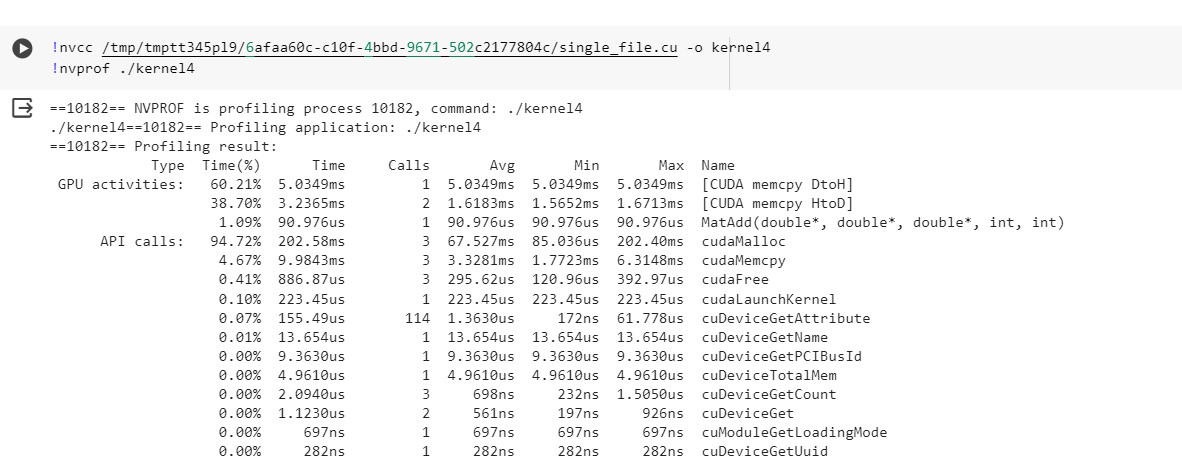 !nvcc /tmp/tmptt345pl9/6afaa60c-c10f-4bbd-9671-502c2177804c/single_file.cu -o kernel4
!nvprof ./kernel4
==10182== NVPROF is profiling process 10182, command: ./kernel4
./kernel4==10182== Profiling application: ./kernel4
==10182== Profiling result:
Type Time(%) Time Calls Avg Min Max Name
GPU activities: 60.21% 5.0349ms 1 5.0349ms 5.0349ms 5.0349ms [CUDA memcpy DtoH]
38.70% 3.2365ms 2 1.6183ms 1.5652ms 1.6713ms [CUDA memcpy HtoD]
1.09% 90.976us 1 90.976us 90.976us 90.976us MatAdd(double*, double*, double*, int, int)
API calls: 94.72% 202.58ms 3 67.527ms 85.036us 202.40ms cudaMalloc
4.67% 9.9843ms 3 3.3281ms 1.7723ms 6.3148ms cudaMemcpy
0.41% 886.87us 3 295.62us 120.96us 392.97us cudaFree
0.10% 223.45us 1 223.45us 223.45us 223.45us cudaLaunchKernel
0.07% 155.49us 114 1.3630us 172ns 61.778us cuDeviceGetAttribute
0.01% 13.654us 1 13.654us 13.654us 13.654us cuDeviceGetName
0.00% 9.3630us 1 9.3630us 9.3630us 9.3630us cuDeviceGetPCIBusId
0.00% 4.9610us 1 4.9610us 4.9610us 4.9610us cuDeviceTotalMem
0.00% 2.0940us 3 698ns 232ns 1.5050us cuDeviceGetCount
0.00% 1.1230us 2 561ns 197ns 926ns cuDeviceGet
0.00% 697ns 1 697ns 697ns 697ns cuModuleGetLoadingMode
0.00% 282ns 1 282ns 282ns 282ns cuDeviceGetUuid